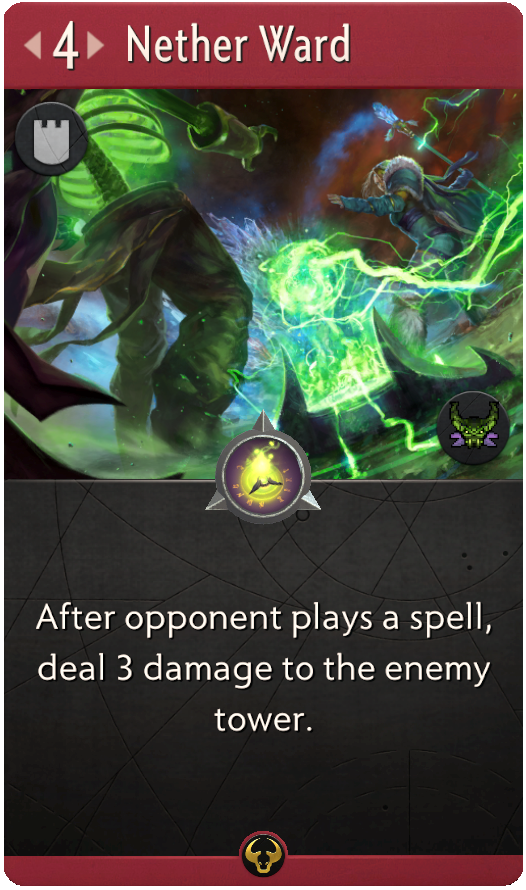 4 Nether Ward
After opponent plays a spell,
deal 3 damage to the enemy
tower.